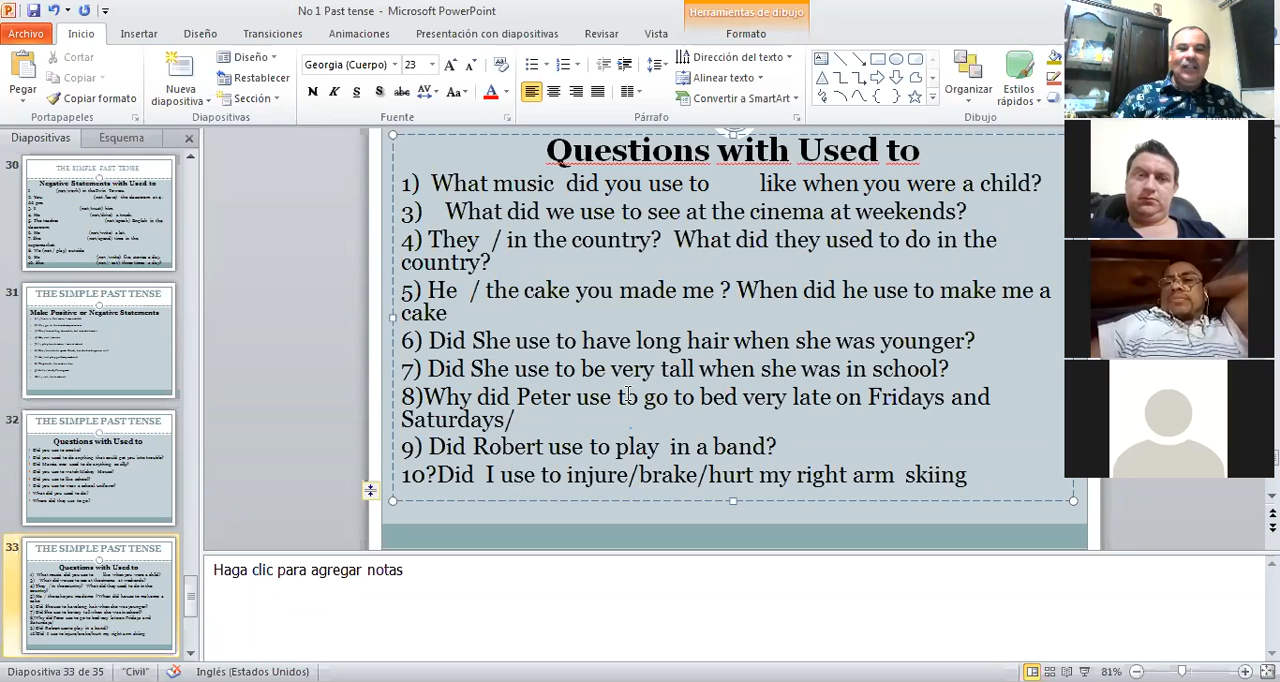 No 1 Past tense - Microsoft PowerPoint
Herramientas de dibujo
Archivo Inicio Insertar Diseño Transiciones Animaciones Presentación con diapositivas Revisar Vista Formato
Pegar
Cortar
Copiar
Copiar formato
Portapapeles
Nueva diapositiva
Diseño
Restablecer
Sección
Diapositivas
Georgia (Cuerpo) 23
N K S S abc AV Aa A
Fuente
Párrafo
Dirección del texto
Alinear texto
Convertir a SmartArt
Organizar
Estilos rápidos
Dibujo
Diapositivas Esquema
30
THE SIMPLE PAST TENSE
Negative Statements with Used to
31
THE SIMPLE PAST TENSE
Make Positive or Negative Statements
32
THE SIMPLE PAST TENSE
Questions with Used to
33
THE SIMPLE PAST TENSE
Questions with Used to
Questions with Used to
1) What music did you use to like when you were a child?
3) What did we use to see at the cinema at weekends?
4) They / in the country? What did they used to do in the
country?
5) He / the cake you made me ? When did he use to make me a
cake
6) Did She use to have long hair when she was younger?
7) Did She use to be very tall when she was in school?
8)Why did Peter use to go to bed very late on Fridays and
Saturdays/
9) Did Robert use to play in a band?
10?Did I use to injure/brake/hurt my right arm skiing
Haga clic para agregar notas
Diapositiva 33 de 35 "Civil" Inglés (Estados Unidos) 81%